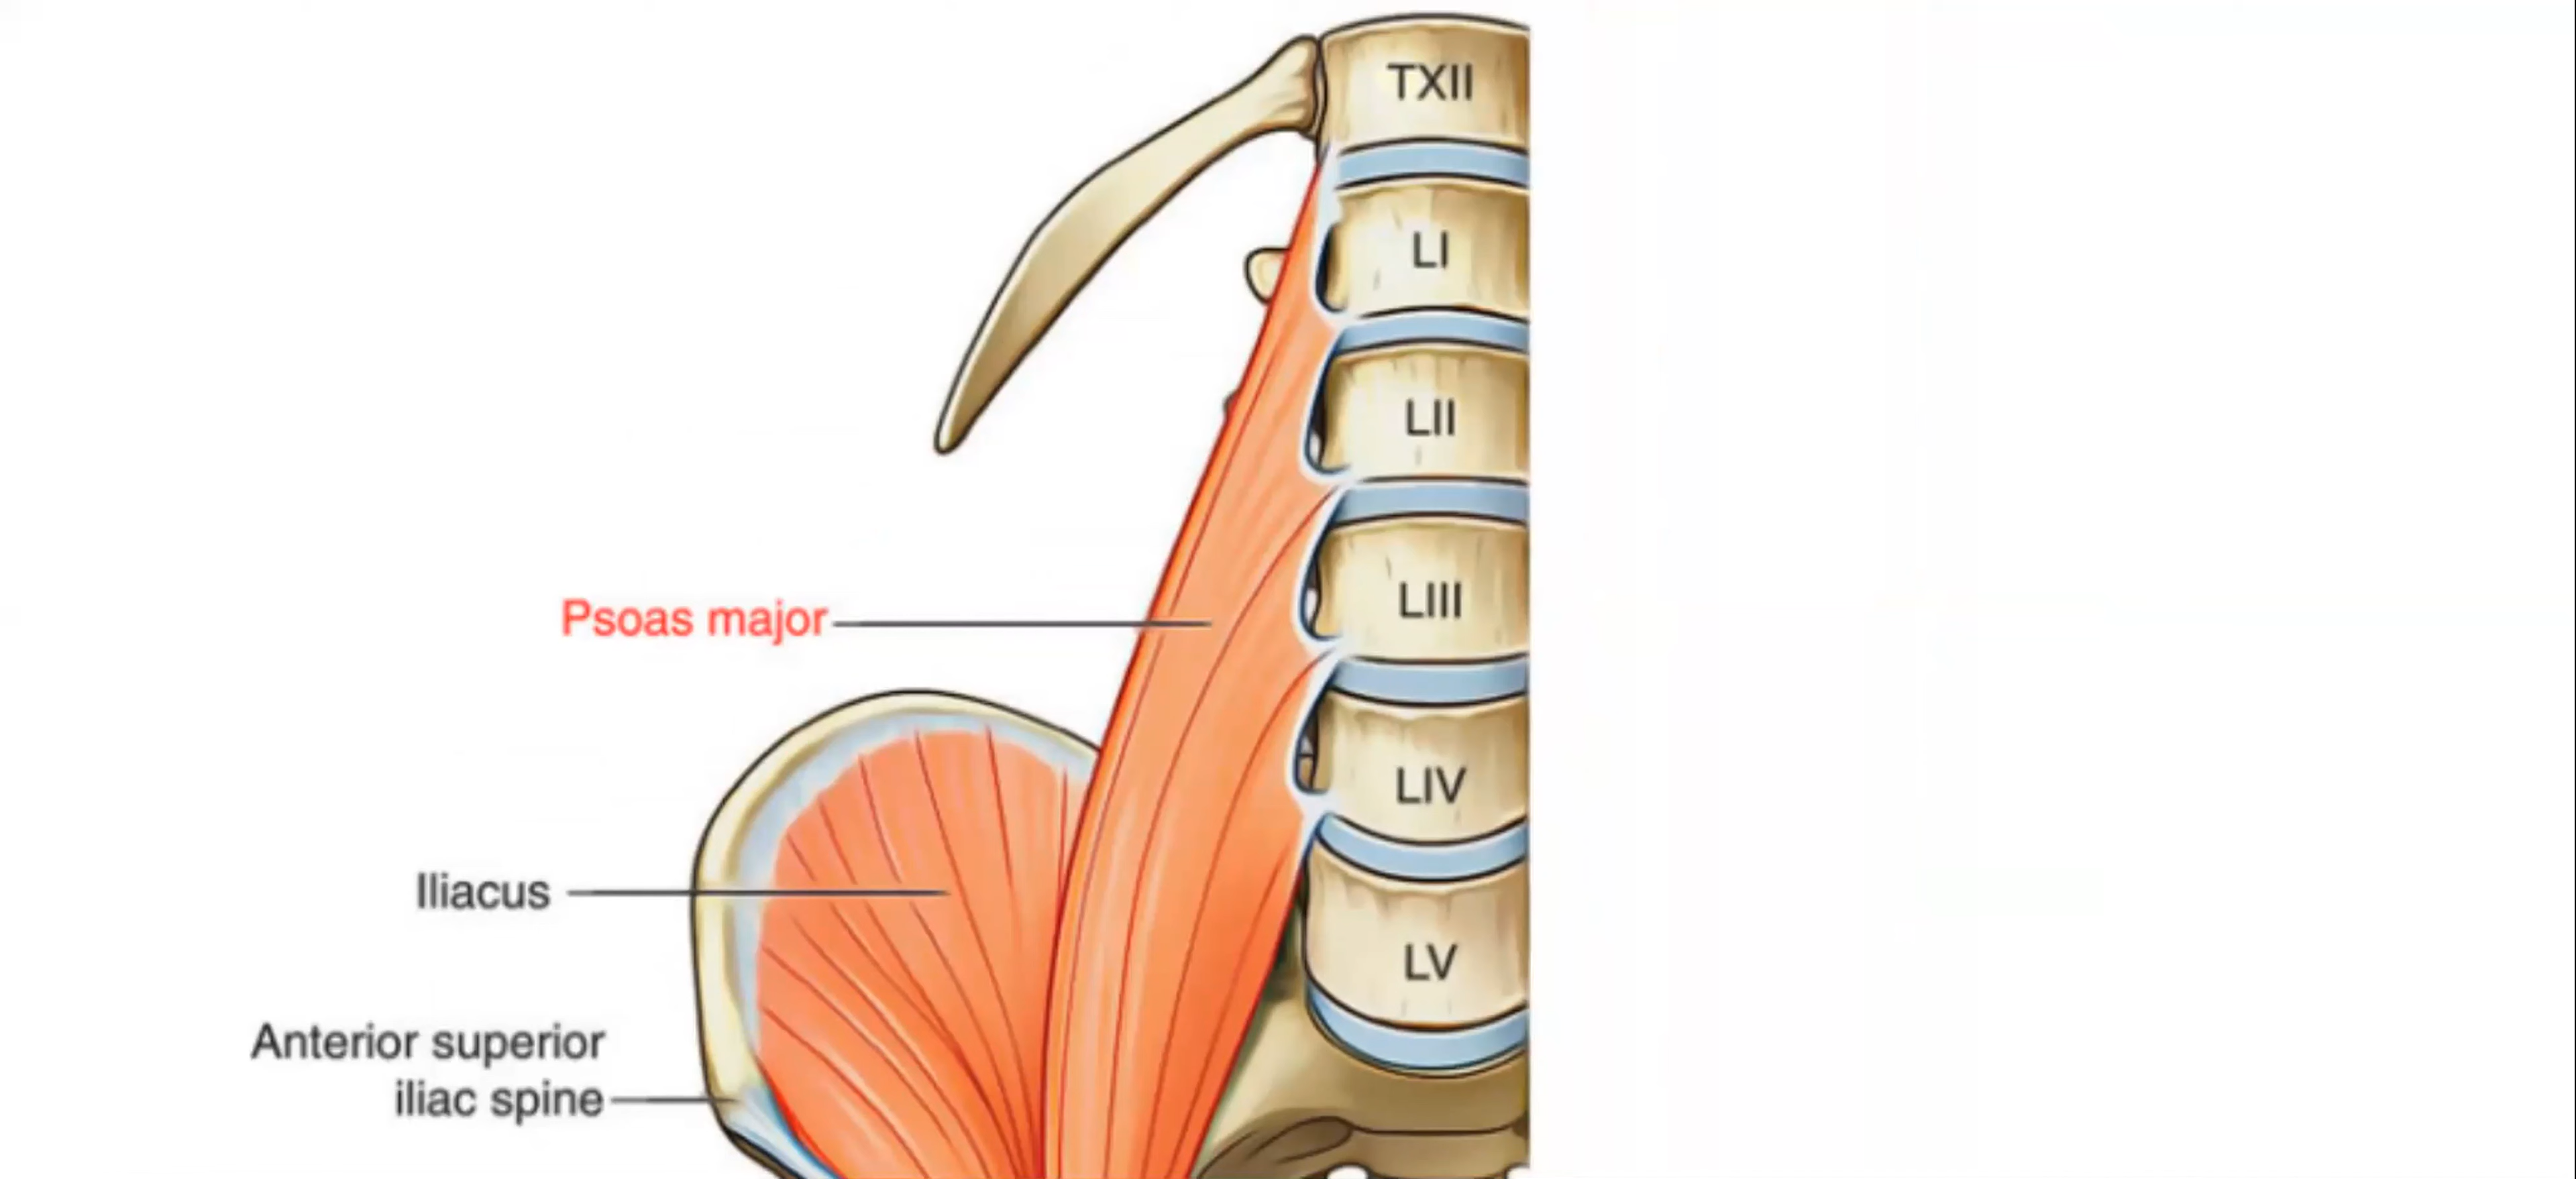 TXII
LI
LII
LIII
Psoas major
LIV
Iliacus
LV
Anterior superior
iliac spine